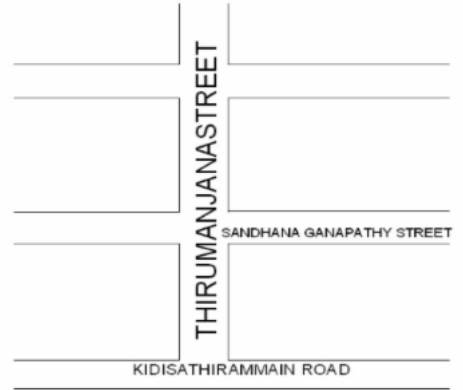 THIRUMANJANASTREET
SANDHANA GANAPATHY STREET
KIDISATHIRAMMAIN ROAD